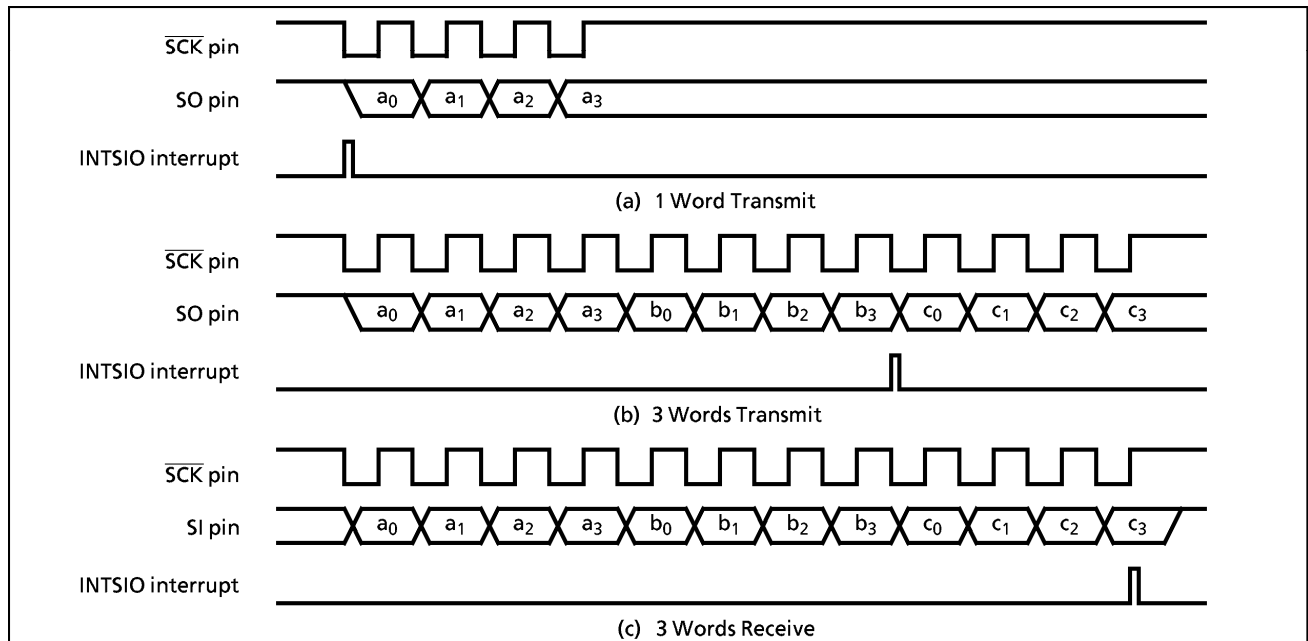 SCK pin
SO pin
a0 a1 a2 a3
INTSIO interrupt
(a) 1 Word Transmit
SCK pin
SO pin
a0 a1 a2 a3 b0 b1 b2 b3 c0 c1 c2 c3
INTSIO interrupt
(b) 3 Words Transmit
SCK pin
SI pin
a0 a1 a2 a3 b0 b1 b2 b3 c0 c1 c2 c3
INTSIO interrupt
(c) 3 Words Receive